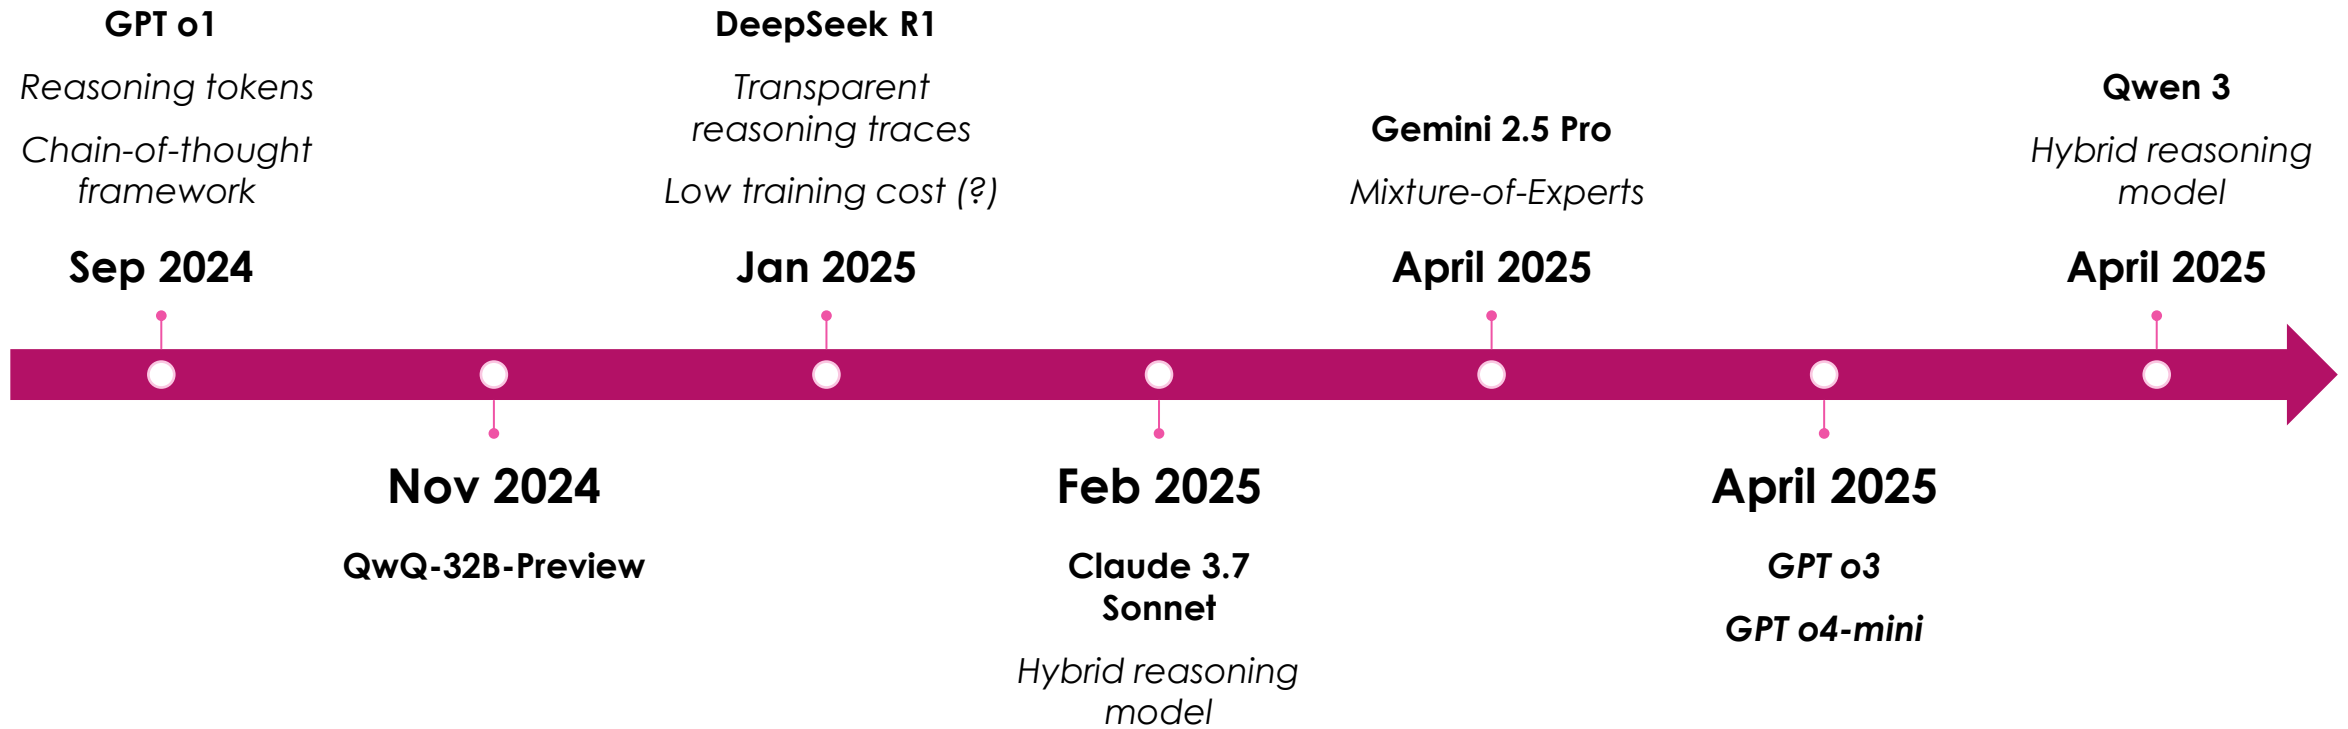 GPT o1
Reasoning tokens
Chain-of-thought
framework
Sep 2024
Nov 2024
QwQ-32B-Preview
DeepSeek R1
Transparent
reasoning traces
Low training cost (?)
Jan 2025
Feb 2025
Claude 3.7
Sonnet
Hybrid reasoning
model
Gemini 2.5 Pro
Mixture-of-Experts
April 2025
April 2025
GPT o3
GPT o4-mini
Qwen 3
Hybrid reasoning
model
April 2025